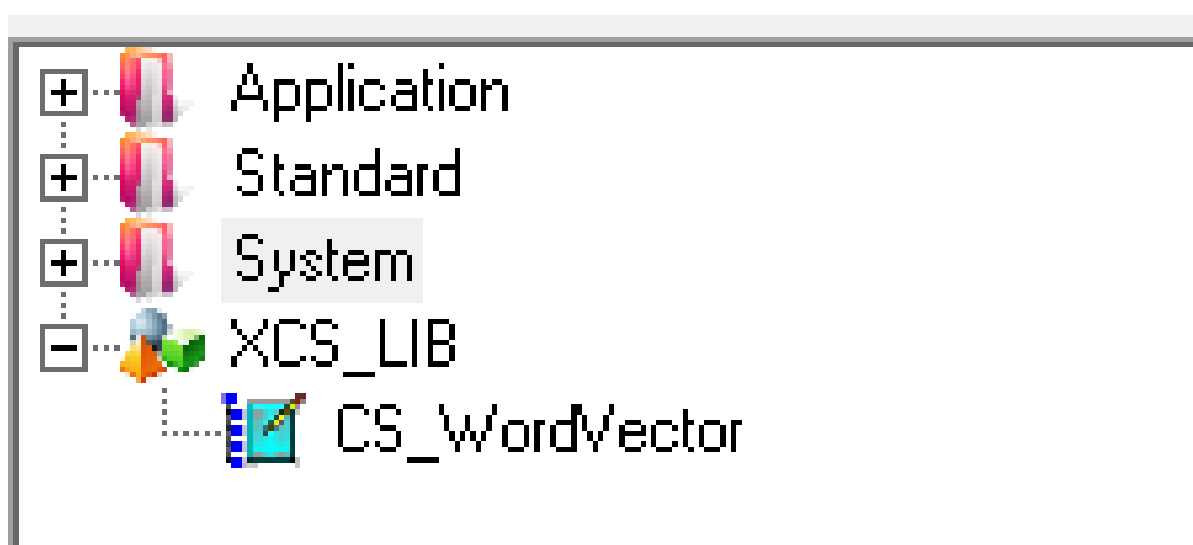 Application
Standard
System
XCS_LIB
CS_WordVector